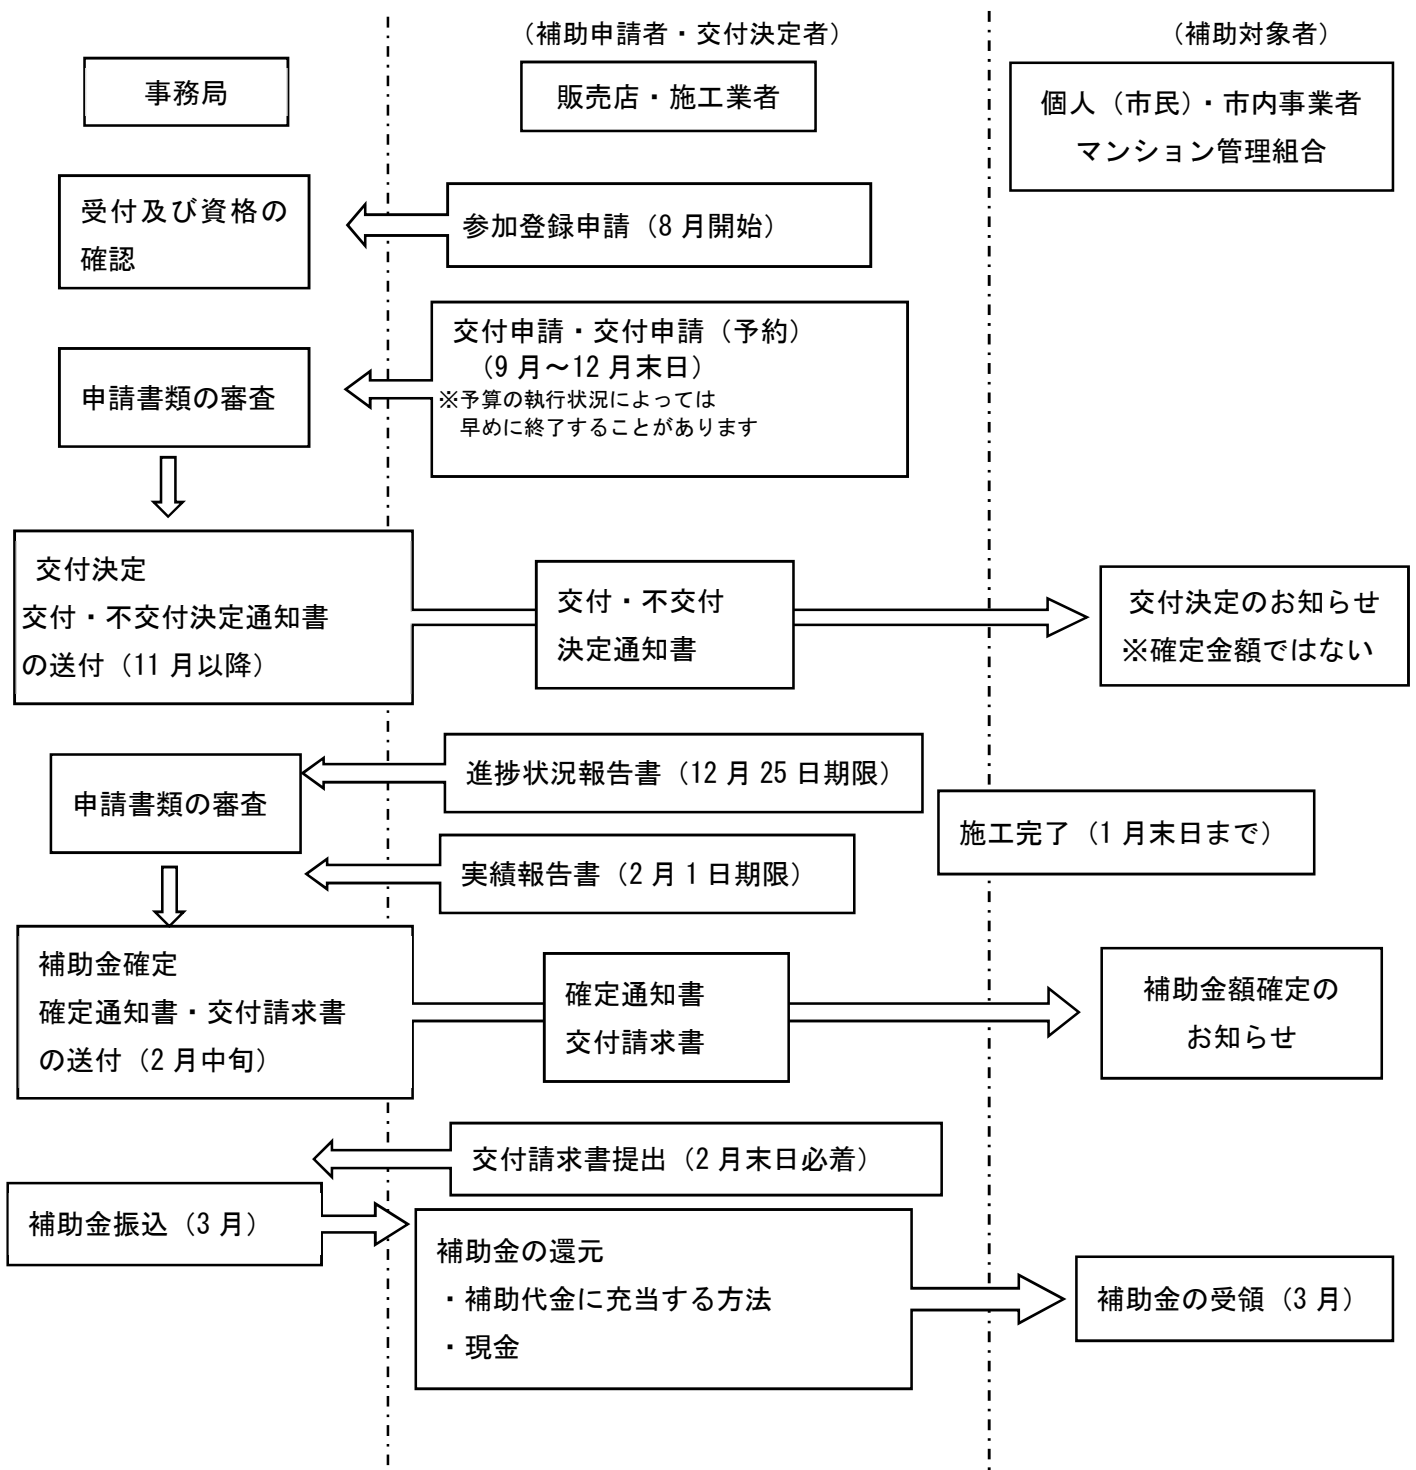 （補助申請者・交付決定者）
（補助対象者）
事務局
販売店・施工業者
個人（市民）・市内事業者
マンション管理組合
受付及び資格の
確認
参加登録申請（8 月開始）
交付申請・交付申請（予約）
（9 月～12 月末日）
※予算の執行状況によっては
早めに終了することがあります
申請書類の審査
交付決定
交付・不交付決定通知書
の送付（11 月以降）
交付・不交付
決定通知書
交付決定のお知らせ
※確定金額ではない
進捗状況報告書（12 月 25 日期限）
申請書類の審査
施工完了（1 月末日まで）
実績報告書（2 月 1 日期限）
補助金確定
確定通知書・交付請求書
の送付（2 月中旬）
確定通知書
交付請求書
補助金額確定の
お知らせ
交付請求書提出（2 月末日必着）
補助金振込（3 月）
補助金の還元
・補助代金に充当する方法
・現金
補助金の受領（3 月）